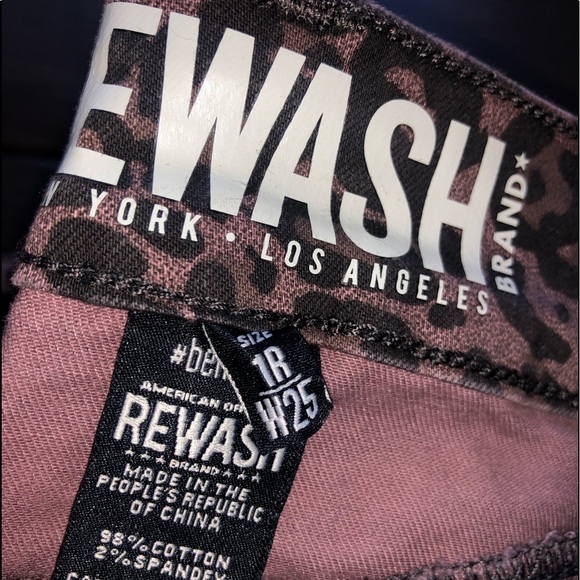 EWASH
BRAND★
YORK • LOS ANGELES
SIZE
1R
W25
AMERICAN
REWASH
BRAND
MADE IN THE
PEOPLE'S REPUBLIC
OF CHINA
98% COTTON
2% SPANDEX